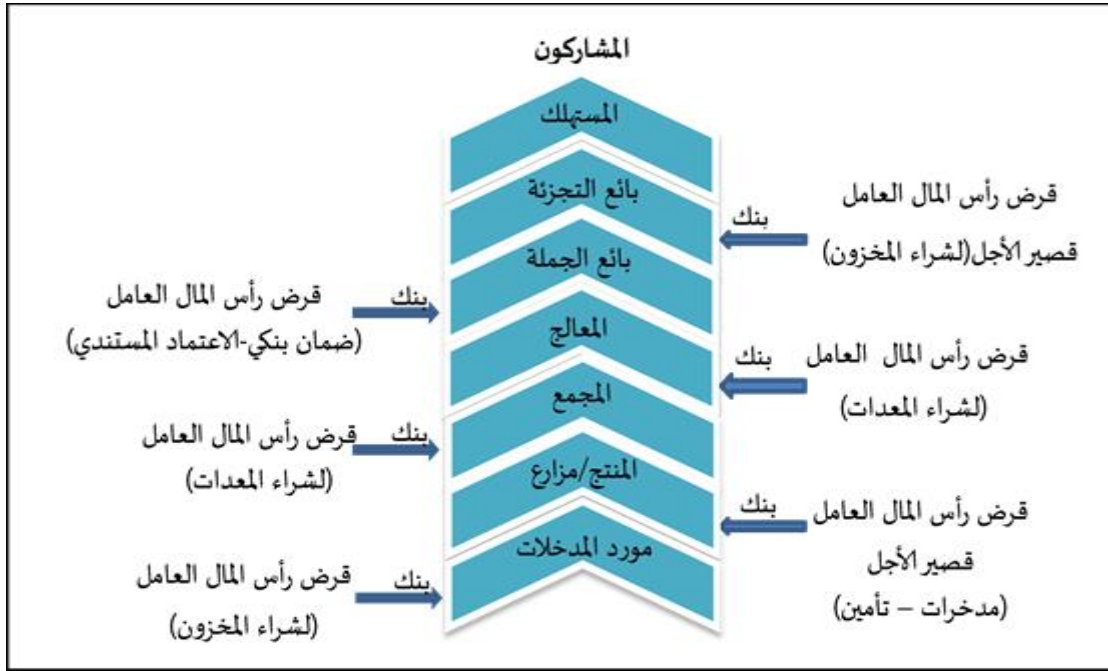 المشاركون
المستهلك
بائع التجزئة
قرض رأس المال العامل
بنك
قصير الأجل(لشراء المخزون)
بائع الجملة
بنك
قرض رأس المال العامل
(ضمان بنكي-الاعتماد المستندي)
المعالج
قرض رأس المال العامل
بنك
(لشراء المعدات)
المجمع
بنك
قرض رأس المال العامل
(لشراء المعدات)
المنتج/مزارع
بنك
قرض رأس المال العامل
قصير الأجل
(مدخرات – تأمين)
مورد المدخلات
بنك
قرض رأس المال العامل
(لشراء المخزون)